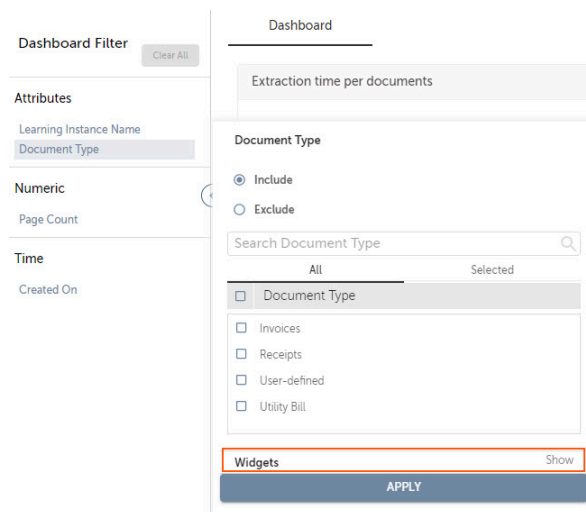 Dashboard Filter
Clear All
Attributes
Learning Instance Name
Document Type
Numeric
Page Count
Time
Created On
Dashboard
Extraction time per documents
Document Type
Include
Exclude
Search Document Type
All Selected
Document Type
Invoices
Receipts
User-defined
Utility Bill
Widgets Show
APPLY